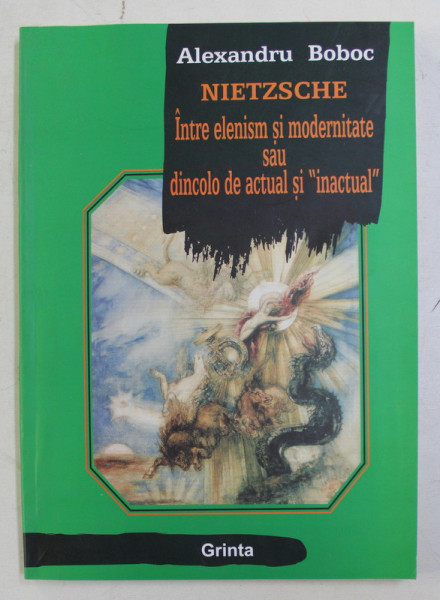 Alexandru Boboc
NIETZSCHE
Între elenism și modernitate
sau
dincolo de actual și "inactual"
Grinta